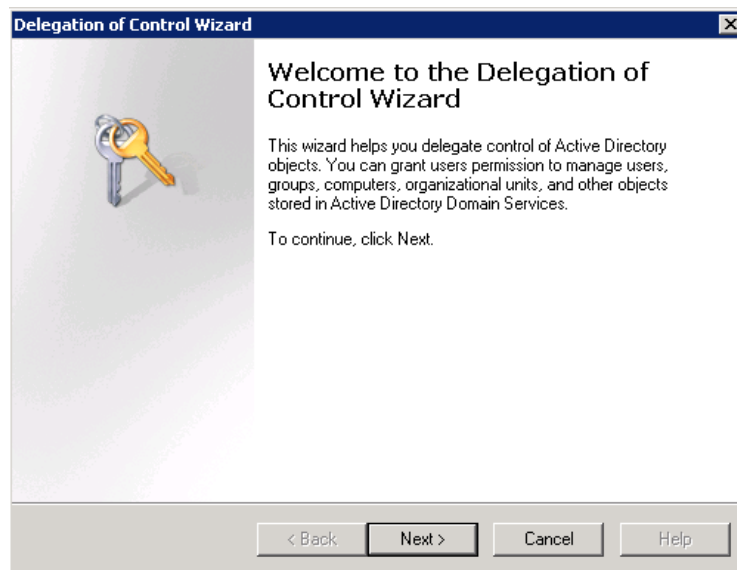 Delegation of Control Wizard
Welcome to the Delegation of
Control Wizard
This wizard helps you delegate control of Active Directory
objects. You can grant users permission to manage users,
groups, computers, organizational units, and other objects
stored in Active Directory Domain Services.
To continue, click Next.
< Back
Next >
Cancel
Help